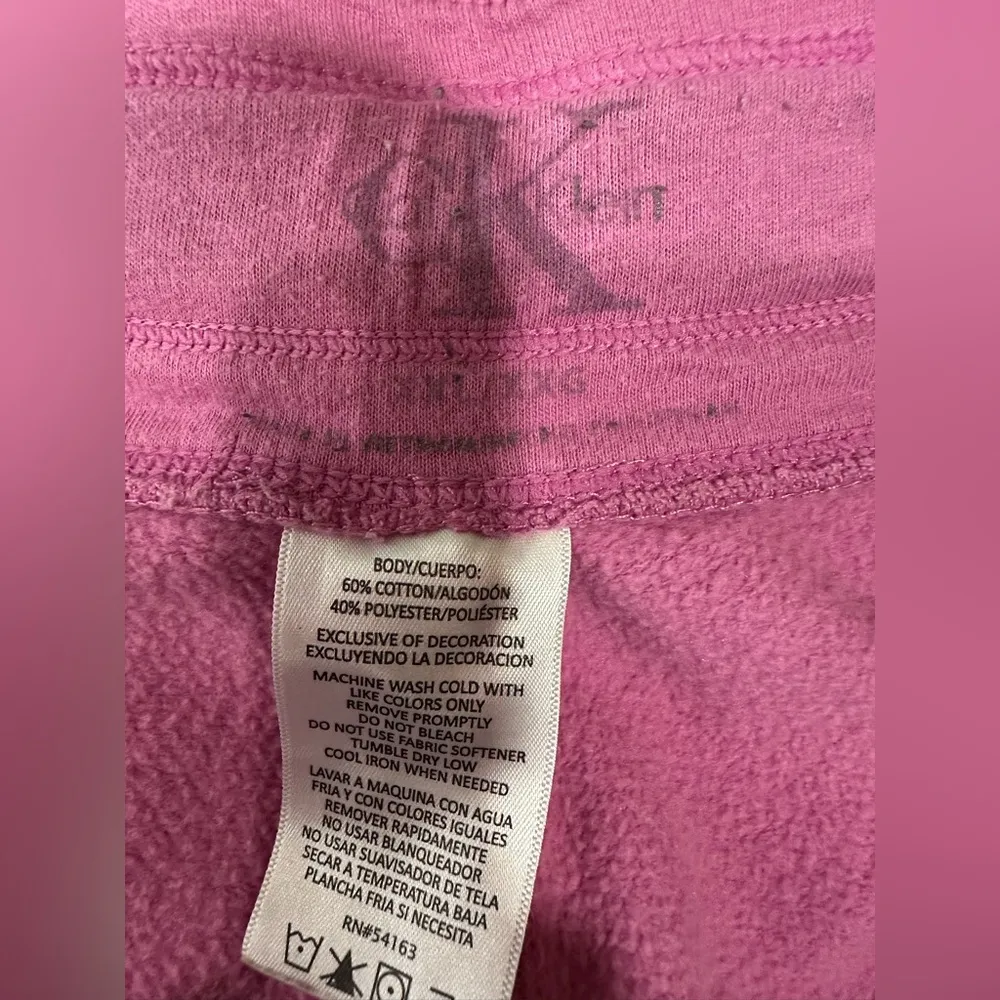 CK
XXL / XXG
BODY/CUERPO:
60% COTTON/ALGODÓN
40% POLYESTER/POLIÉSTER
EXCLUSIVE OF DECORATION
EXCLUYENDO LA DECORACION
MACHINE WASH COLD WITH
LIKE COLORS ONLY
REMOVE PROMPTLY
DO NOT BLEACH
DO NOT USE FABRIC SOFTENER
TUMBLE DRY LOW
COOL IRON WHEN NEEDED
LAVAR A MAQUINA CON AGUA
FRIA Y CON COLORES IGUALES
REMOVER RAPIDAMENTE
NO USAR BLANQUEADOR
NO USAR SUAVISADOR DE TELA
SECAR A TEMPERATURA BAJA
PLANCHA FRIA SI NECESITA
RN#54163